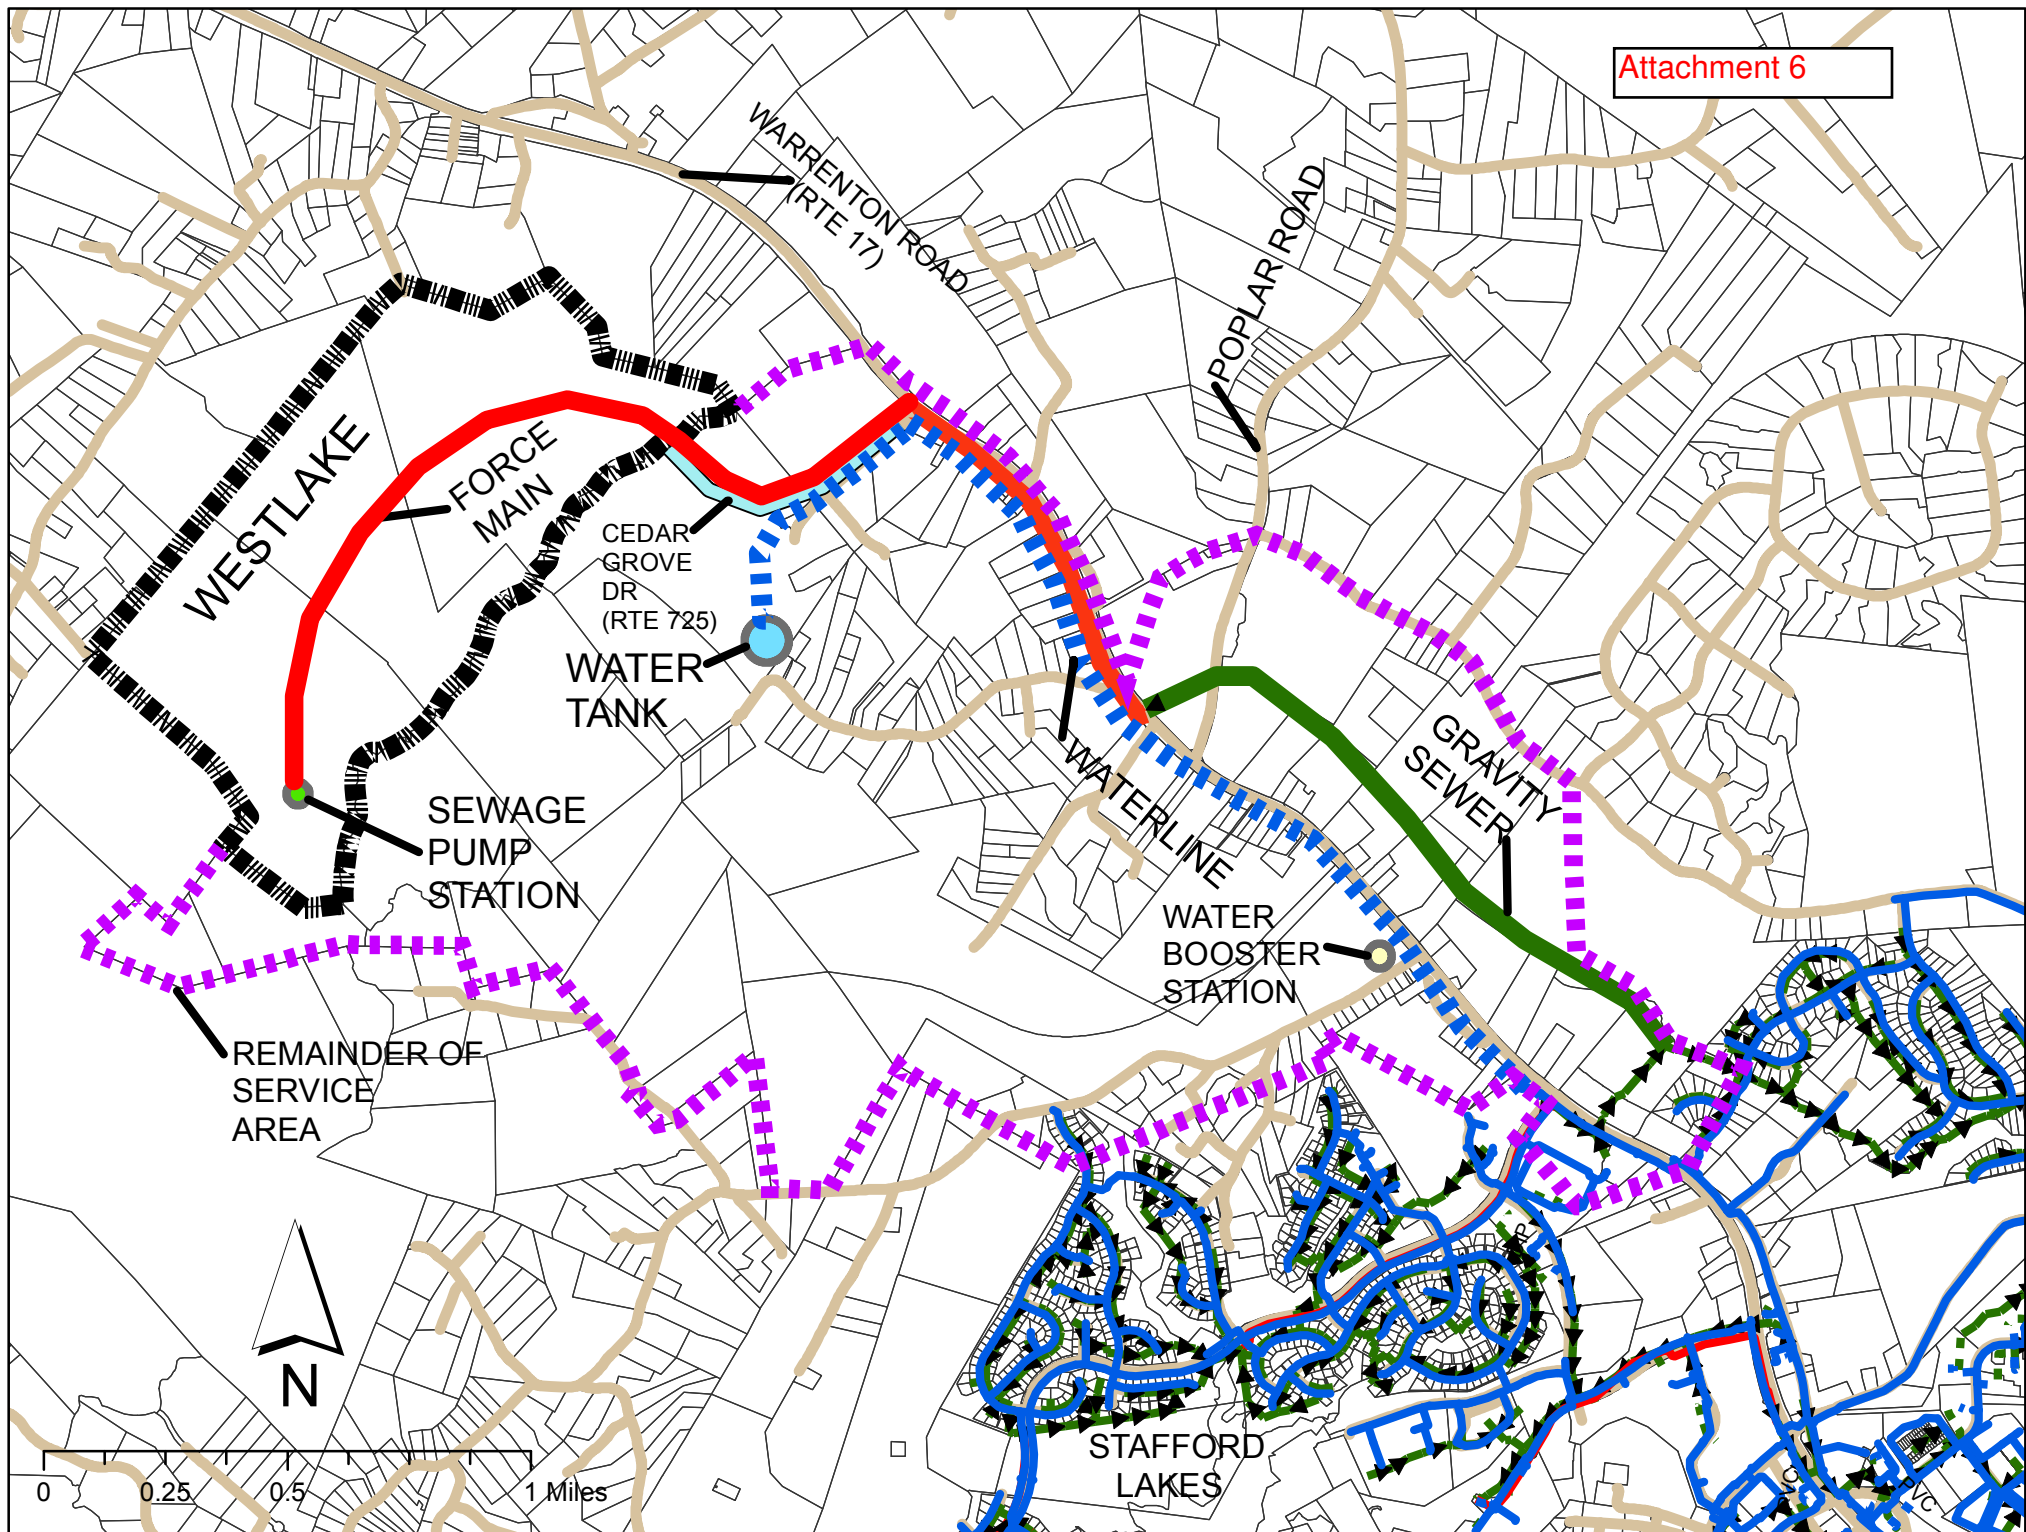 Attachment 6
WARRENTON ROAD
(RTE 17)
POPLAR ROAD
WESTLAKE
FORCE
MAIN
CEDAR
GROVE
DR
(RTE 725)
WATER
TANK
GRAVITY
SEWER
WATERLINE
SEWAGE
PUMP
STATION
WATER
BOOSTER
STATION
REMAINDER OF
SERVICE
AREA
N
0 0.25 0.5 1 Miles
STAFFORD
LAKES
PVC
PVC